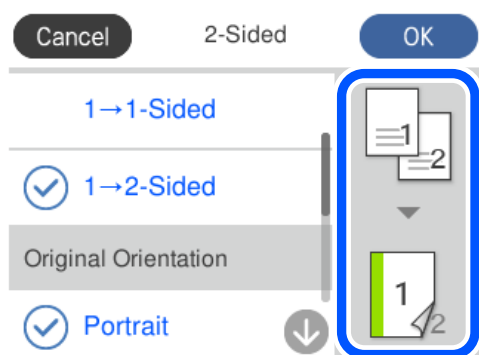 Cancel 2-Sided OK
1→1-Sided
1→2-Sided
Original Orientation
Portrait
1
2
1
2